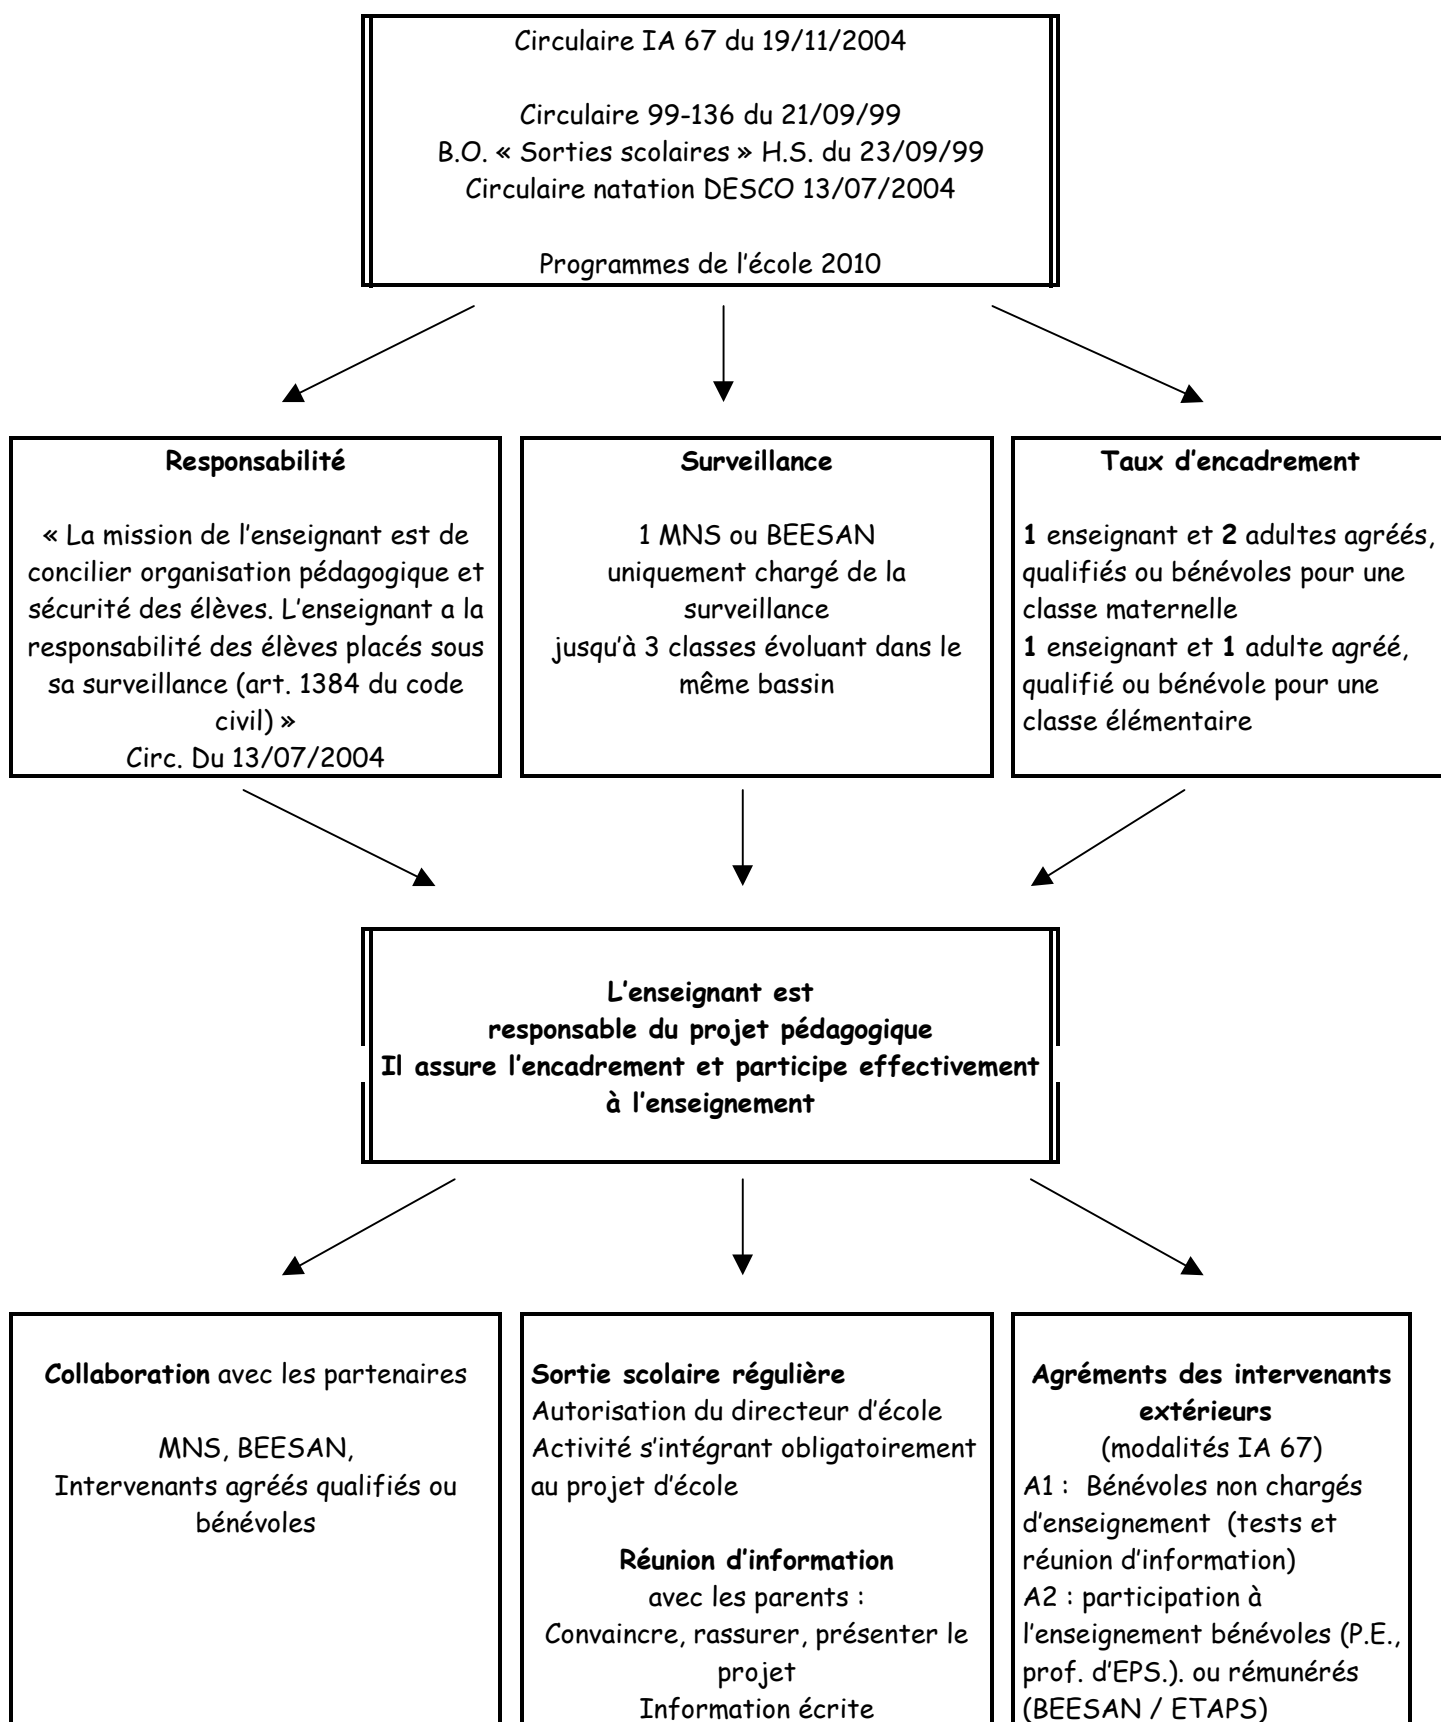 Circulaire IA 67 du 19/11/2004
Circulaire 99-136 du 21/09/99
B.O. « Sorties scolaires » H.S. du 23/09/99
Circulaire natation DESCO 13/07/2004
Programmes de l'école 2010
Responsabilité
« La mission de l'enseignant est de
concilier organisation pédagogique et
sécurité des élèves. L'enseignant a la
responsabilité des élèves placés sous
sa surveillance (art. 1384 du code
civil) »
Circ. Du 13/07/2004
Surveillance
1 MNS ou BEESAN
uniquement chargé de la
surveillance
jusqu'à 3 classes évoluant dans le
même bassin
Taux d'encadrement
1 enseignant et 2 adultes agréés,
qualifiés ou bénévoles pour une
classe maternelle
1 enseignant et 1 adulte agréé,
qualifié ou bénévole pour une
classe élémentaire
L'enseignant est
responsable du projet pédagogique
Il assure l'encadrement et participe effectivement
à l'enseignement
Collaboration avec les partenaires
MNS, BEESAN,
Intervenants agréés qualifiés ou
bénévoles
Sortie scolaire régulière
Autorisation du directeur d'école
Activité s'intégrant obligatoirement
au projet d'école
Réunion d'information
avec les parents :
Convaincre, rassurer, présenter le
projet
Information écrite
Agréments des intervenants
extérieurs
(modalités IA 67)
A1 : Bénévoles non chargés
d'enseignement (tests et
réunion d'information)
A2 : participation à
l'enseignement bénévoles (P.E.,
prof. d'EPS.). ou rémunérés
(BEESAN / ETAPS)